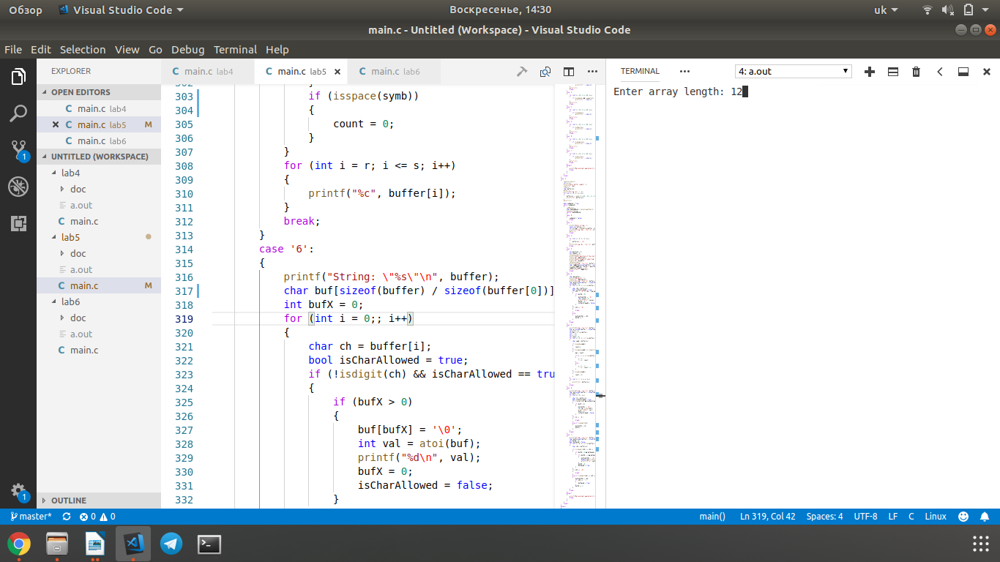 Обзор Visual Studio Code Воскресенье, 14:30 uk
main.c - Untitled (Workspace) - Visual Studio Code
File Edit Selection View Go Debug Terminal Help
EXPLORER
OPEN EDITORS
main.c lab4
main.c lab5 M
main.c lab6
UNTITLED (WORKSPACE)
lab4
doc
a.out
main.c
lab5
doc
a.out
main.c M
lab6
doc
a.out
main.c
OUTLINE
1
1
main.c lab4 main.c lab5 main.c lab6
302 }
303 if (isspace(symb))
304 {
305 count = 0;
306 }
307 }
308 for (int i = r; i <= s; i++)
309 {
310 printf("%c", buffer[i]);
311 }
312 break;
313 }
314 case '6':
315 {
316 printf("String: \"%s\"\n", buffer);
317 char buf[sizeof(buffer) / sizeof(buffer[0])]
318 int bufX = 0;
319 for (int i = 0;; i++)
320 {
321 char ch = buffer[i];
322 bool isCharAllowed = true;
323 if (!isdigit(ch) && isCharAllowed == tru
324 {
325 if (bufX > 0)
326 {
327 buf[bufX] = '\0';
328 int val = atoi(buf);
329 printf("%d\n", val);
330 bufX = 0;
331 isCharAllowed = false;
332 }
TERMINAL 4: a.out
Enter array length: 12
master* 0 0 main() Ln 319, Col 42 Spaces: 4 UTF-8 LF C Linux